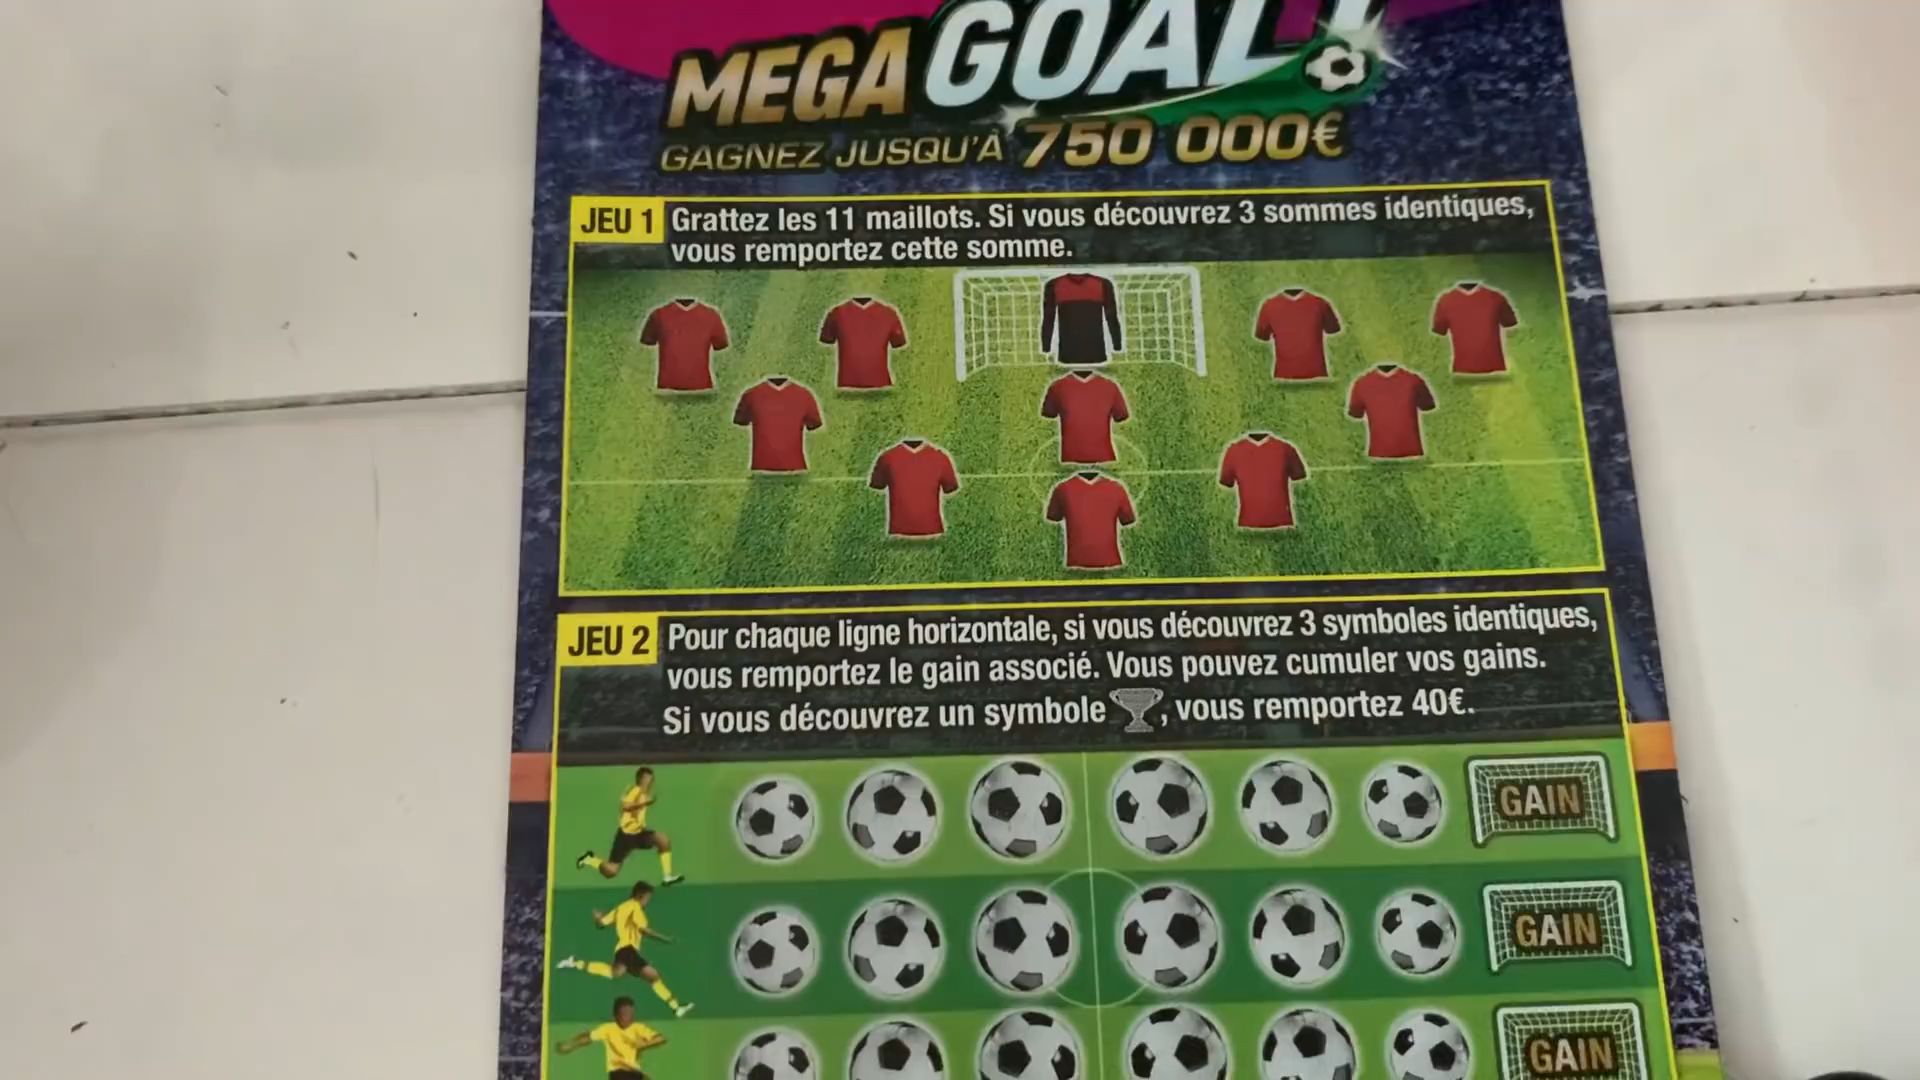 MEGA GOAL!
GAGNEZ JUSQU'À 750 000€
JEU 1 Grattez les 11 maillots. Si vous découvrez 3 sommes identiques,
vous remportez cette somme.
JEU 2 Pour chaque ligne horizontale, si vous découvrez 3 symboles identiques,
vous remportez le gain associé. Vous pouvez cumuler vos gains.
Si vous découvrez un symbole , vous remportez 40€.
GAIN
GAIN
GAIN